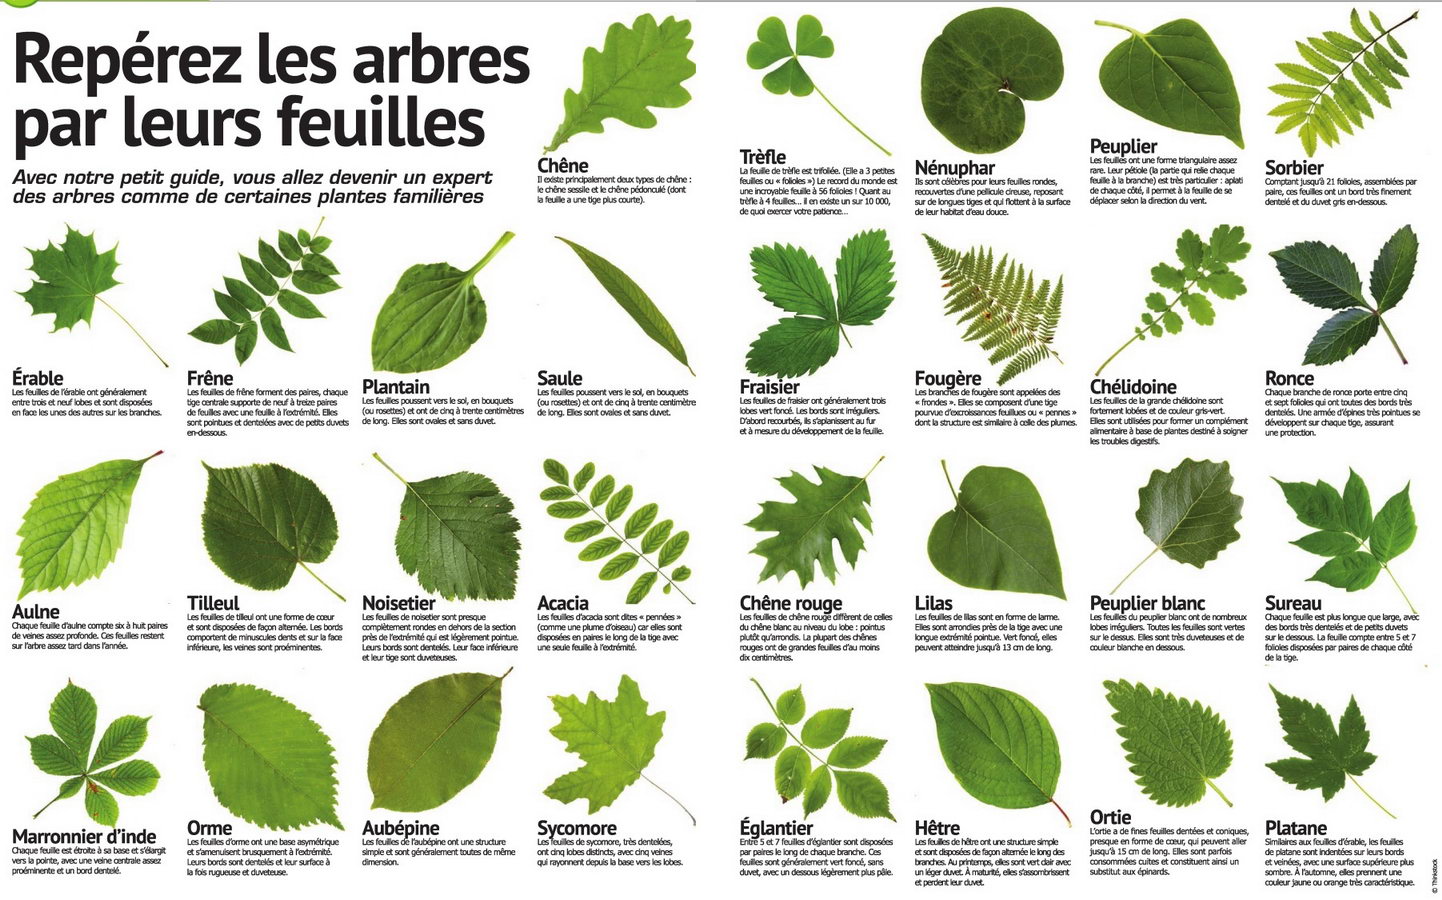 Repérez les arbres
par leurs feuilles
Avec notre petit guide, vous allez devenir un expert
des arbres comme de certaines plantes familières
Chêne
Il existe principalement deux types de chêne :
le chêne sessile et le chêne pédonculé (dont
la feuille a une tige plus courte).
Trèfle
La feuille de trèfle est trifoliée. (Elle a 3 petites
feuilles ou « folioles ») Le record du monde est
une incroyable feuille à 56 folioles ! Quant au
trèfle à 4 feuilles... il en existe un sur 10 000,
de quoi exercer votre patience...
Nénuphar
Ils sont célèbres pour leurs feuilles rondes,
recouvertes d'une pellicule cireuse, reposant
sur de longues tiges et qui flottent à la surface
de leur habitat d'eau douce.
Peuplier
Les feuilles ont une forme triangulaire assez
rare. Leur pétiole (la partie qui relie chaque
feuille à la branche) est très particulier : aplati
de chaque côté, il permet à la feuille de se
déplacer selon la direction du vent.
Sorbier
Comptant jusqu'à 21 folioles, assemblées par
paire, ces feuilles ont un bord très finement
dentelé et du duvet gris en-dessous.
Érable
Les feuilles de l'érable ont généralement
entre trois et neuf lobes et sont disposées
en face les unes des autres sur les branches.
Frêne
Les feuilles de frêne forment des paires, chaque
tige centrale supporte de neuf à treize paires
de feuilles avec une feuille à l'extrémité. Elles
sont pointues et dentelées avec de petits duvets
en-dessous.
Plantain
Les feuilles poussent vers le sol, en bouquets
(ou rosettes) et ont de cinq à trente centimètres
de long. Elles sont ovales et sans duvet.
Saule
Les feuilles poussent vers le sol, en bouquets
(ou rosettes) et ont de cinq à trente centimètre
de long. Elles sont ovales et sans duvet.
Fraisier
Les feuilles de fraisier ont généralement trois
lobes vert foncé. Les bords sont irréguliers.
D'abord recourbés, ils s'aplanissent au fur
et à mesure du développement de la feuille.
Fougère
Les branches de fougère sont appelées des
« frondes ». Elles se composent d'une tige
pourvue d'excroissances feuillues ou « pennes »
dont la structure est similaire à celle des plumes.
Chélidoine
Les feuilles de la grande chélidoine sont
fortement lobées et de couleur gris-vert.
Elles sont utilisées pour former un complément
alimentaire à base de plantes destiné à soigner
les troubles digestifs.
Ronce
Chaque branche de ronce porte entre cinq
et sept folioles qui ont toutes des bords très
dentelés. Une armée d'épines très pointues se
développent sur chaque tige, assurant
une protection.
Aulne
Chaque feuille d'aulne compte six à huit paires
de veines assez profonde. Ces feuilles restent
sur l'arbre assez tard dans l'année.
Tilleul
Les feuilles de tilleul ont une forme de cœur
et sont disposées de façon alternée. Les bords
comportent de minuscules dents et sur la face
inférieure, les veines sont proéminentes.
Noisetier
Les feuilles de noisetier sont presque
complètement rondes en dehors de la section
près de l'extrémité qui est légèrement pointue.
Leurs bords sont dentelés. Leur face inférieure
et leur tige sont duveteuses.
Acacia
Les feuilles d'acacia sont dites « pennées »
(comme une plume d'oiseau) car elles sont
disposées en paires le long de la tige avec
une seule feuille à l'extrémité.
Chêne rouge
Les feuilles de chêne rouge diffèrent de celles
du chêne blanc au niveau du lobe : pointus
plutôt qu'arrondis. La plupart des chênes
rouges ont de grandes feuilles d'au moins
dix centimètres.
Lilas
Les feuilles de lilas sont en forme de larme.
Elles sont arrondies près de la tige avec une
longue extrémité pointue. Vert foncé, elles
peuvent atteindre jusqu'à 13 cm de long.
Peuplier blanc
Les feuilles du peuplier blanc ont de nombreux
lobes irréguliers. Toutes les feuilles sont vertes
sur le dessus. Elles sont très duveteuses et de
couleur blanche en dessous.
Sureau
Chaque feuille est plus longue que large, avec
des bords très dentelés et de petits duvets
sur le dessous. La feuille compte entre 5 et 7
folioles disposées par paires de chaque côté
de la tige.
Marronnier d'inde
Chaque feuille est étroite à sa base et s'élargit
vers la pointe, avec une veine centrale assez
proéminente et un bord dentelé.
Orme
Les feuilles d'orme ont une base asymétrique
et s'amenuisent brusquement à l'extrémité.
Leurs bords sont dentelés et leur surface à
la fois rugueuse et duveteuse.
Aubépine
Les feuilles de l'aubépine ont une structure
simple et sont généralement toutes de même
dimension.
Sycomore
Les feuilles de sycomore, très dentelées,
ont cinq lobes distincts, avec cinq veines
qui rayonnent depuis la base vers les lobes.
Églantier
Entre 5 et 7 feuilles d'églantier sont disposées
par paires le long de chaque branche. Ces
feuilles sont généralement vert foncé, sans
duvet, avec un dessous légèrement plus pâle.
Hêtre
Les feuilles de hêtre ont une structure simple
et sont disposées de façon alternée le long des
branches. Au printemps, elles sont vert clair avec
un léger duvet. À maturité, elles s'assombrissent
et perdent leur duvet.
Ortie
L'ortie a de fines feuilles dentées et coniques,
presque en forme de cœur, qui peuvent aller
jusqu'à 15 cm de long. Elles sont parfois
consommées cuites et constituent ainsi un
substitut aux épinards.
Platane
Similaires aux feuilles d'érable, les feuilles
de platane sont indentées sur leurs bords
et veinées, avec une surface supérieure plus
sombre. À l'automne, elles prennent une
couleur jaune ou orange très caractéristique.
© Thinkstock